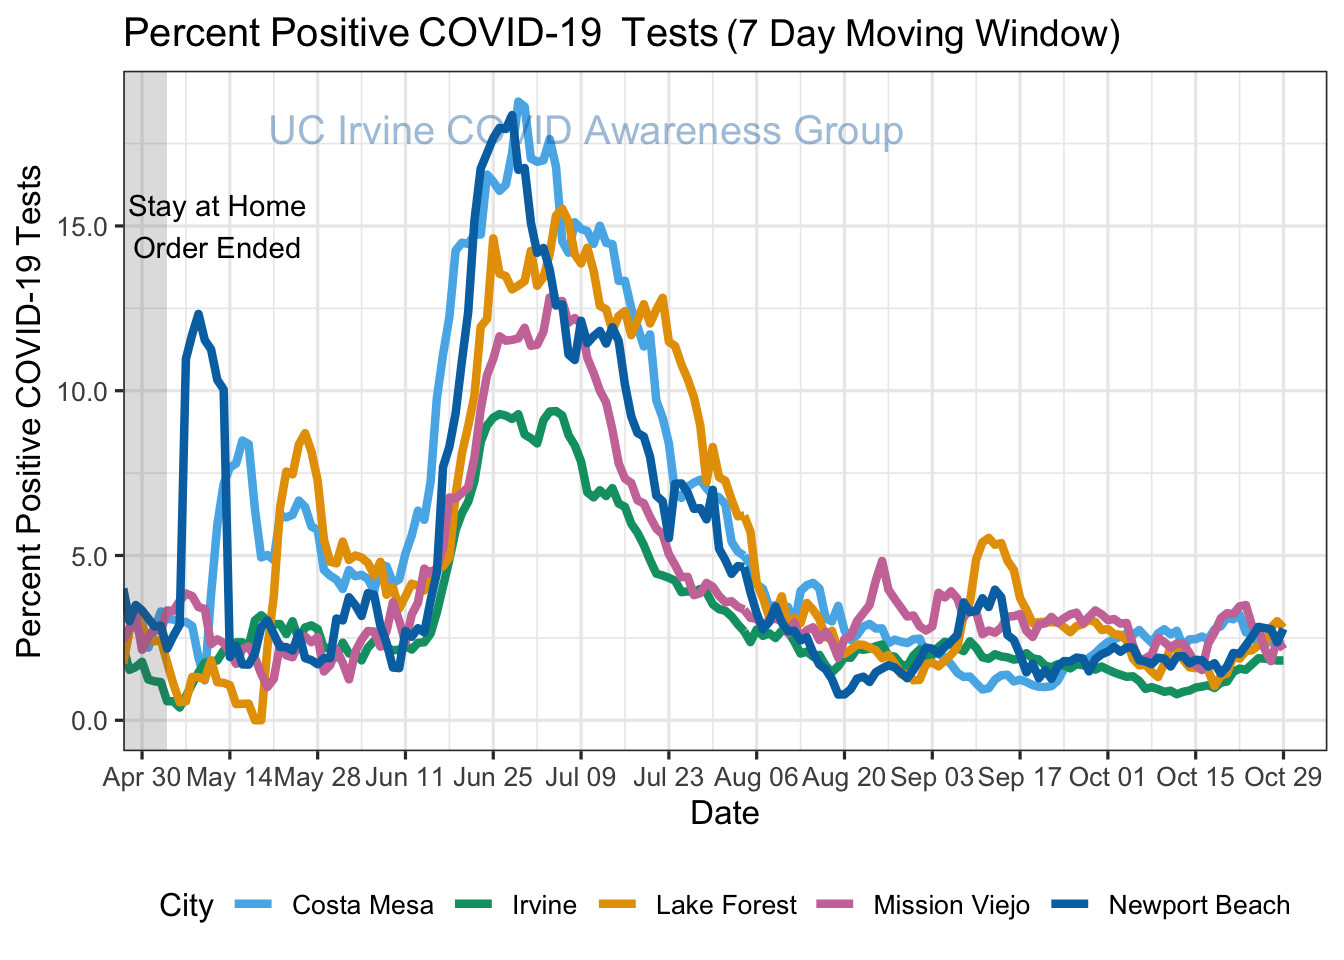 Percent Positive COVID-19 Tests (7 Day Moving Window)
UC Irvine COVID Awareness Group
Stay at Home
Order Ended
Percent Positive COVID-19 Tests
15.0
10.0
5.0
0.0
Apr 30 May 14 May 28 Jun 11 Jun 25 Jul 09 Jul 23 Aug 06 Aug 20 Sep 03 Sep 17 Oct 01 Oct 15 Oct 29
Date
City Costa Mesa Irvine Lake Forest Mission Viejo Newport Beach